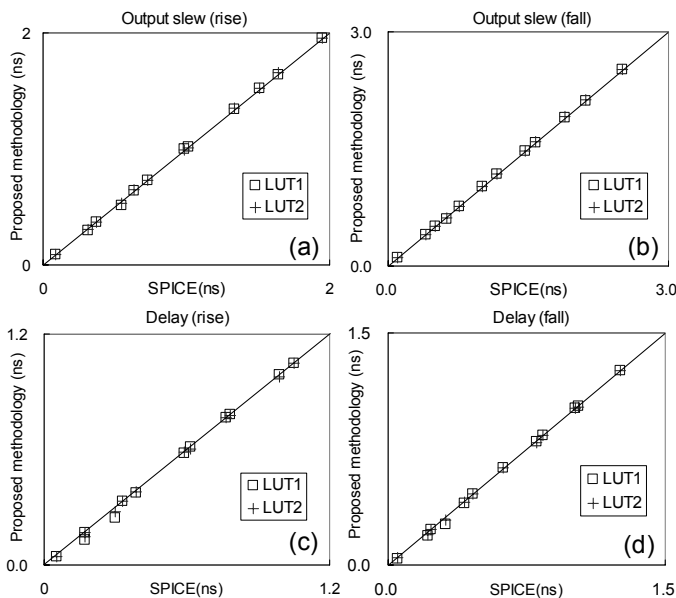 Output slew (rise)
2
Proposed methodology (ns)
LUT1
LUT2
(a)
0
0
SPICE(ns)
2
Output slew (fall)
3.0
Proposed methodology (ns)
LUT1
LUT2
(b)
0.0
0.0
SPICE(ns)
3.0
Delay (rise)
1.2
Proposed methodology (ns)
LUT1
LUT2
(c)
0.0
0
SPICE(ns)
1.2
Delay (fall)
1.5
Proposed methodology (ns)
LUT1
LUT2
(d)
0.0
0.0
SPICE(ns)
1.5